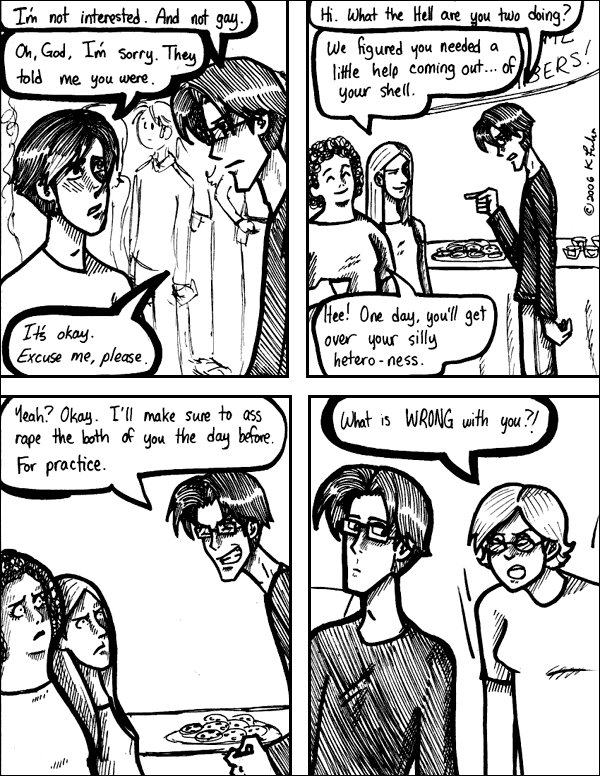 I'm not interested. And not gay.
Oh, God, I'm sorry. They
told me you were.
It's okay.
Excuse me, please.
Hi. What the Hell are you two doing?
We figured you needed a
little help coming out... of
your shell.
BERS!
©2006 K
Hee! One day, you'll get
over your silly
hetero-ness.
Yeah? Okay. I'll make sure to ass
rape the both of you the day before.
For practice.
What is WRONG with you?!